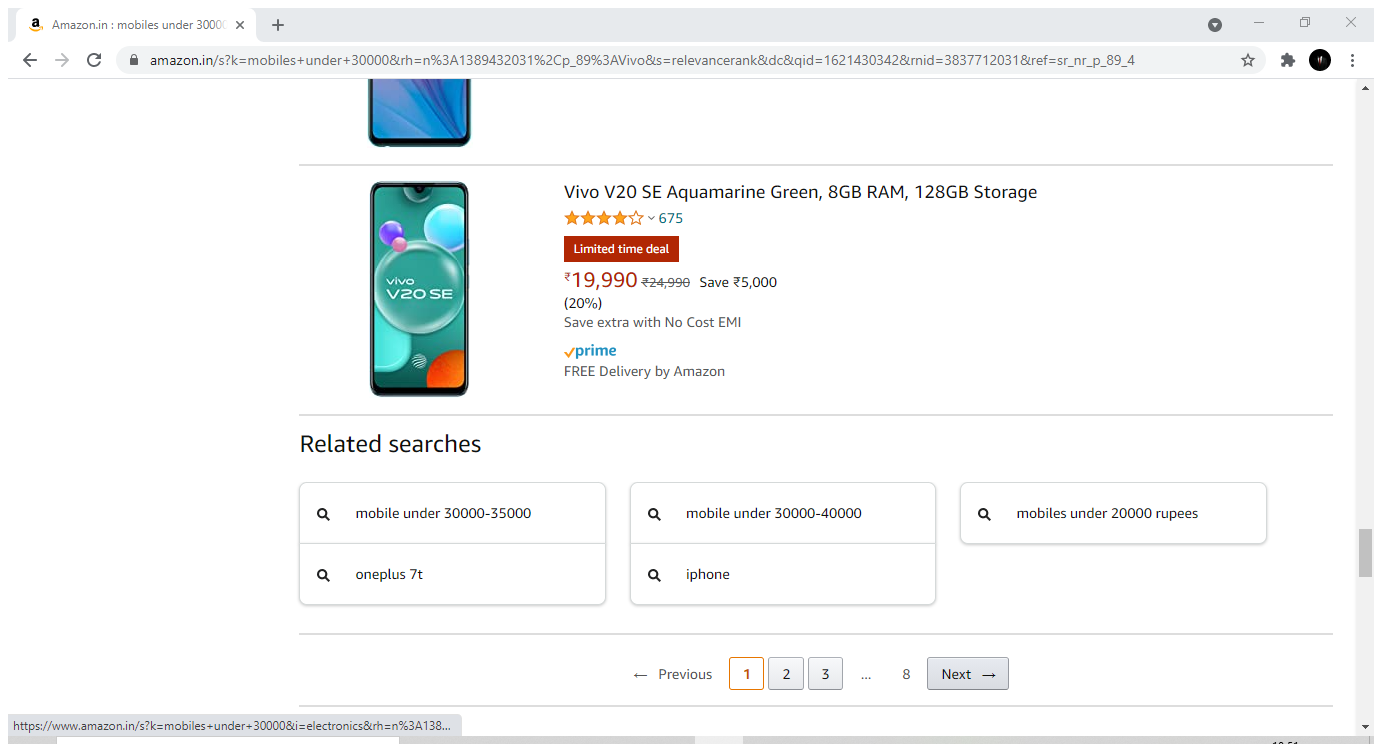 Amazon.in : mobiles under 30000
amazon.in/s?k=mobiles+under+30000&rh=n%3A1389432031%2Cp_89%3AVivo&s=relevancerank&dc&qid=1621430342&rnid=3837712031&ref=sr_nr_p_89_4
Vivo V20 SE Aquamarine Green, 8GB RAM, 128GB Storage
675
Limited time deal
₹19,990 ₹24,990 Save ₹5,000
(20%)
Save extra with No Cost EMI
prime
FREE Delivery by Amazon
vivo
V20 SE
Related searches
mobile under 30000-35000
mobile under 30000-40000
mobiles under 20000 rupees
oneplus 7t
iphone
← Previous 1 2 3 ... 8 Next →
https://www.amazon.in/s?k=mobiles+under+30000&i=electronics&rh=n%3A138...